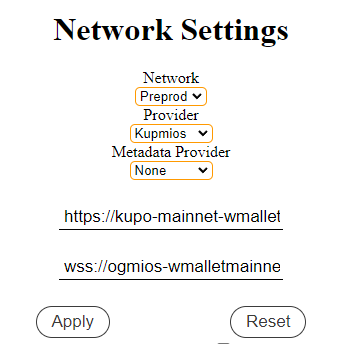 Network Settings
Network
Preprod
Provider
Kupmios
Metadata Provider
None
https://kupo-mainnet-wmallet
wss://ogmios-wmalletmainne
Apply
Reset